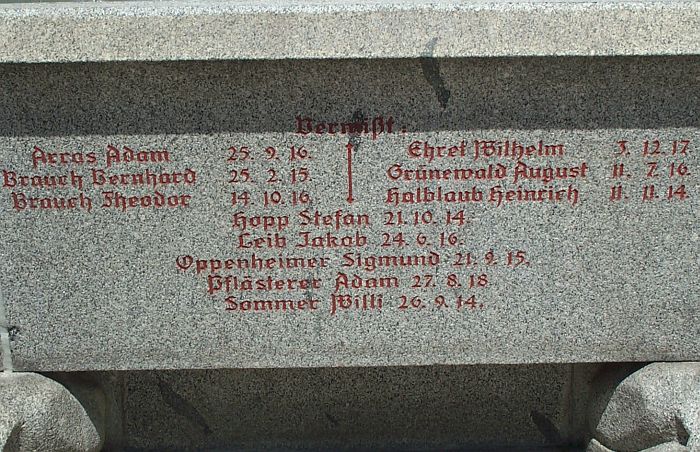 Vermißt:
Arras Adam 25. 9. 16. Ehret Wilhelm 3. 12. 17
Brauch Bernhard 25. 2. 15. Grünewald August 11. 7. 16.
Brauch Theodor 14. 10. 16. Halblaub Heinrich 11. 11. 14
Hopp Stefan 21. 10. 14.
Leib Jakob 24. 6. 16.
Oppenheimer Sigmund 21. 9. 15.
Pflästerer Adam 27. 8. 18.
Sommer Willi 26. 9. 14.